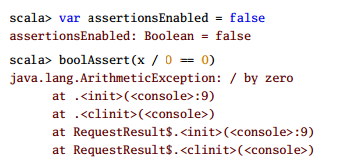 scala> var assertionsEnabled = false
assertionsEnabled: Boolean = false
scala> boolAssert(x / 0 == 0)
java.lang.ArithmeticException: / by zero
at .<init>(<console>:9)
at .<clinit>(<console>)
at RequestResult$.<init>(<console>:9)
at RequestResult$.<clinit>(<console>)